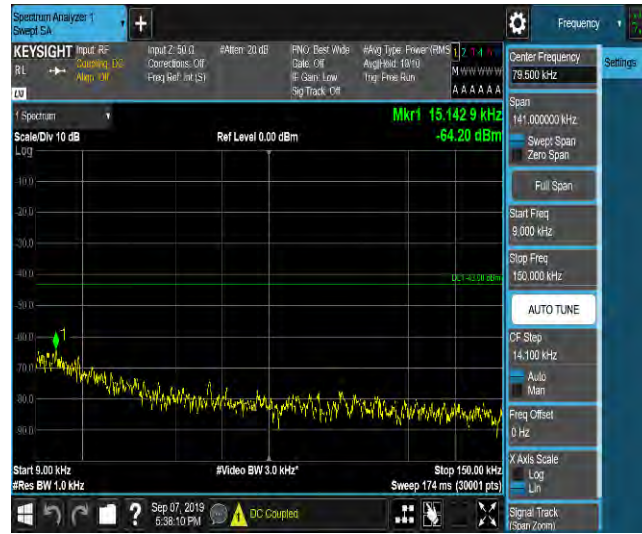 Spectrum Analyzer 1
Swept SA
+
Frequency
KEYSIGHT
Input: RF
Coupling: DC
Align: Off
Input Z: 50 Ω
Corrections: Off
Freq Ref: Int (S)
#Atten: 20 dB
PNO: Best Wide
Gate: Off
IF Gain: Low
Sig Track: Off
#Avg Type: Power (RMS
Avg|Hold: 10/10
Trig: Free Run
M W W W W W
A A A A A A
RL
LXI
1 Spectrum
Scale/Div 10 dB
Log
Ref Level 0.00 dBm
Mkr1 15.142 9 kHz
-64.20 dBm
-10.0
-20.0
-30.0
-40.0
DL1 -43.00 dBm
-50.0
-60.0
1
-70.0
-80.0
-90.0
Start 9.00 kHz
#Video BW 3.0 kHz*
Stop 150.00 kHz
#Res BW 1.0 kHz
Sweep 174 ms (30001 pts)
Sep 07, 2019
5:38:10 PM
DC Coupled
Settings
Center Frequency
79.500 kHz
Span
141.000000 kHz
Swept Span
Zero Span
Full Span
Start Freq
9.000 kHz
Stop Freq
150.000 kHz
AUTO TUNE
CF Step
14.100 kHz
Auto
Man
Freq Offset
0 Hz
X Axis Scale
Log
Lin
Signal Track
(Span Zoom)